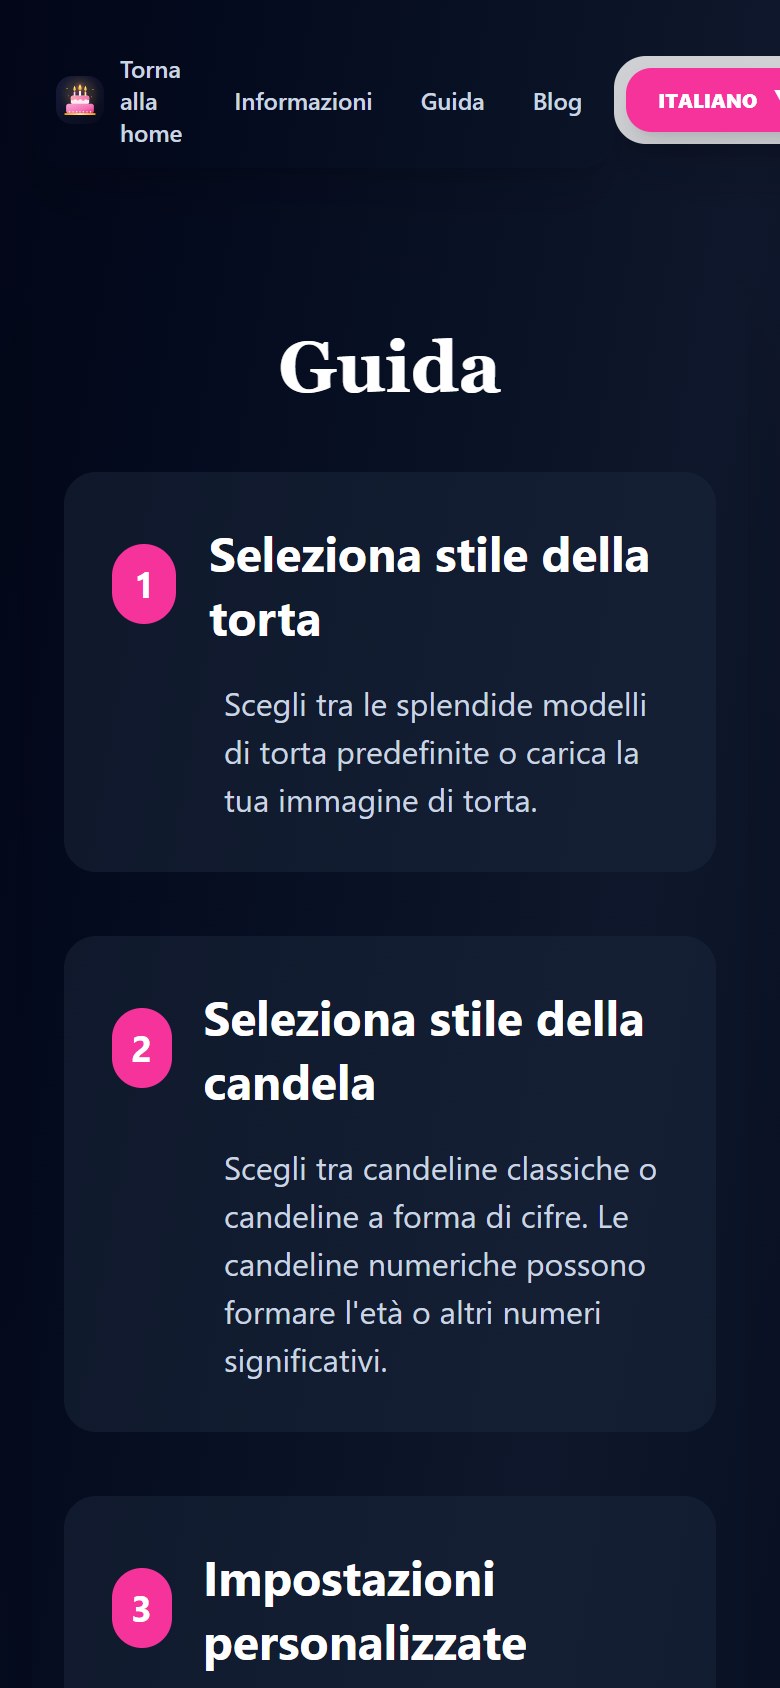 Torna
alla
home
Informazioni
Guida
Blog
ITALIANO
Guida
1
Seleziona stile della
torta
Scegli tra le splendide modelli
di torta predefinite o carica la
tua immagine di torta.
2
Seleziona stile della
candela
Scegli tra candeline classiche o
candeline a forma di cifre. Le
candeline numeriche possono
formare l'età o altri numeri
significativi.
3
Impostazioni
personalizzate